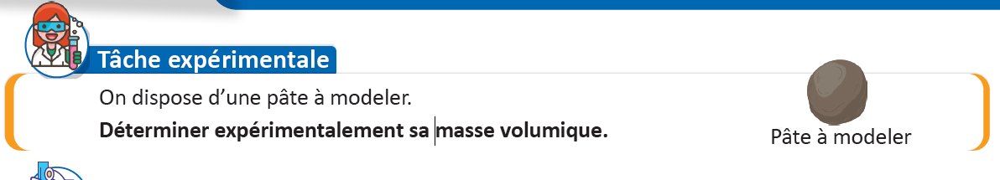 Tâche expérimentale
On dispose d’une pâte à modeler.
Déterminer expérimentalement sa masse volumique.
Pâte à modeler